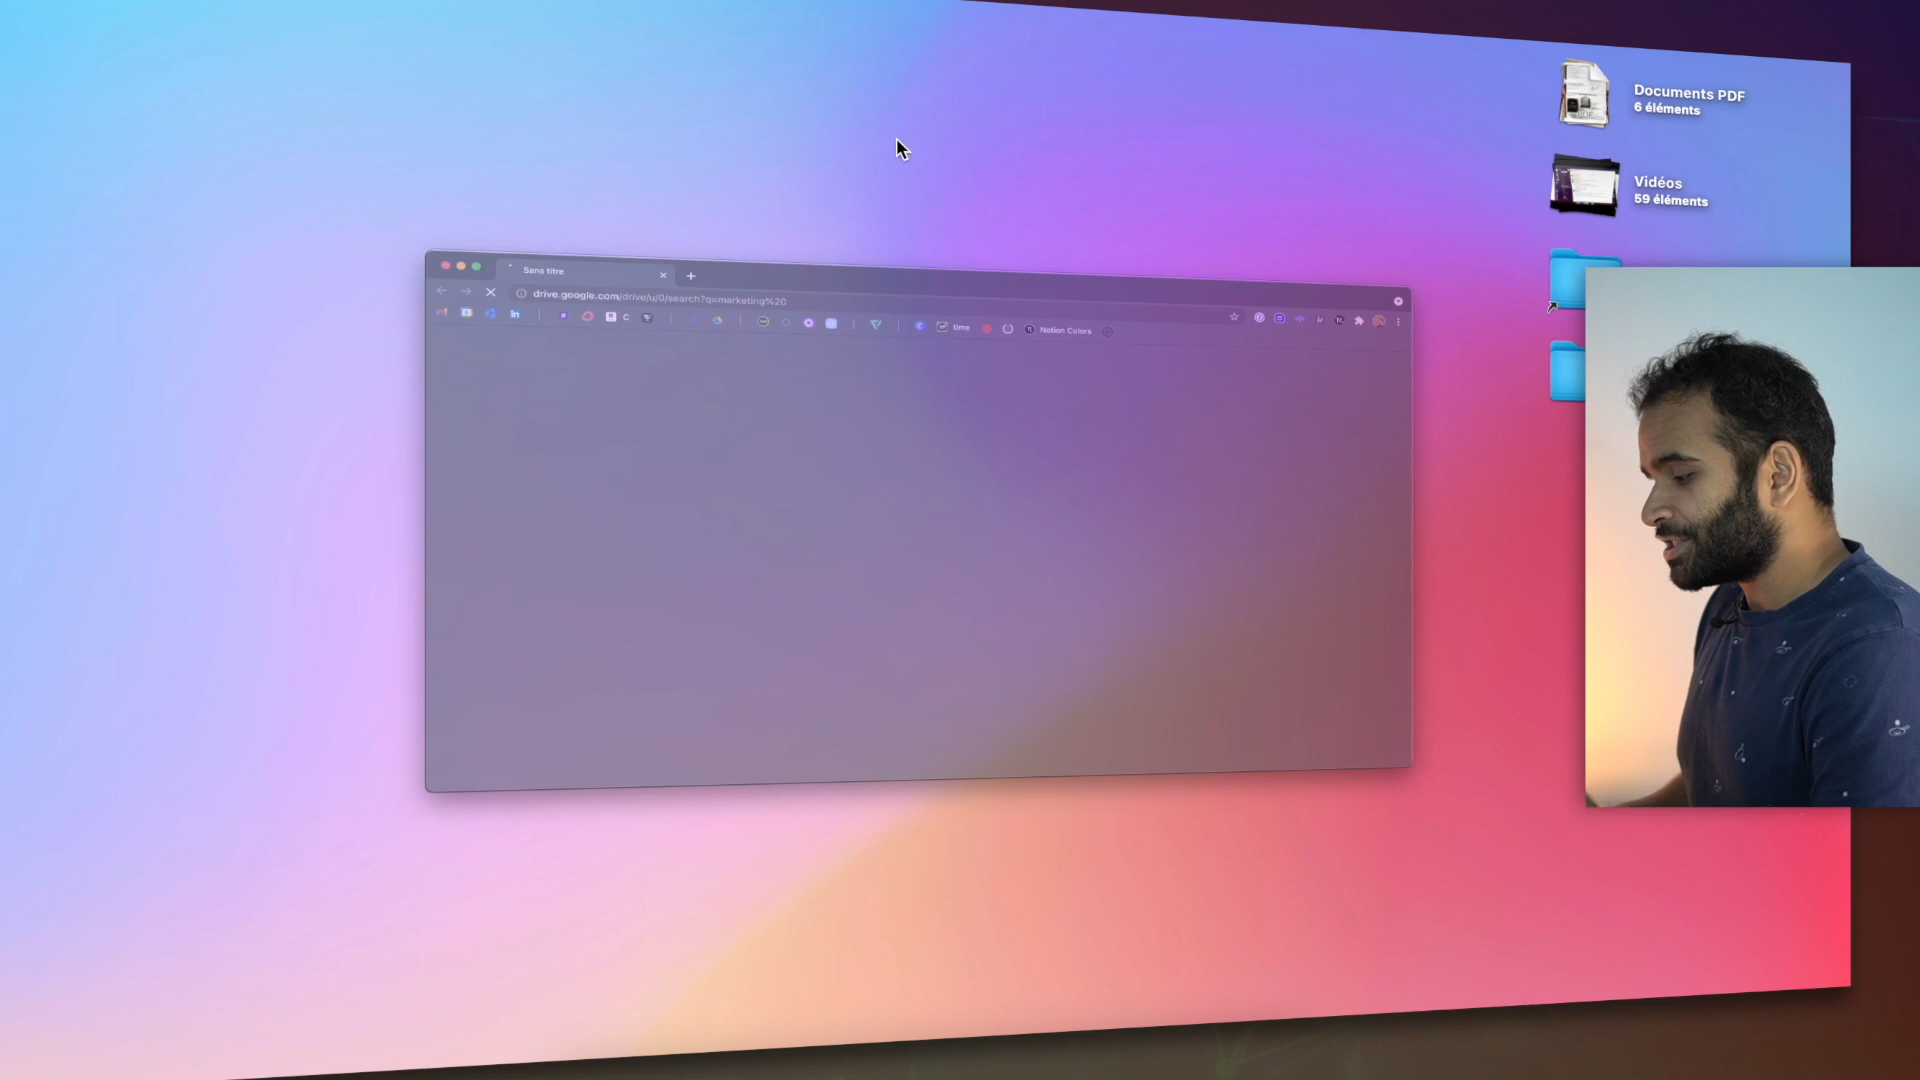 Documents PDF
6 éléments
Vidéos
59 éléments
Sans titre
drive.google.com/drive/u/0/search?q=marketing%20
C
time
Notion Colors